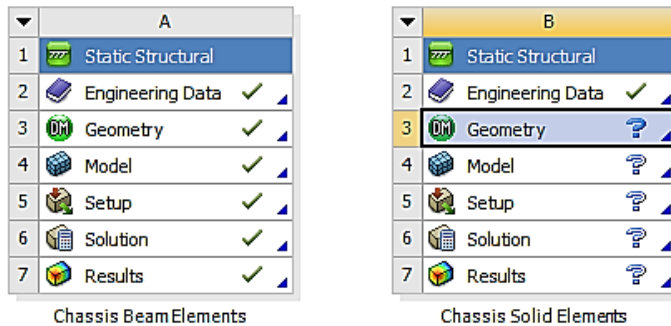 A
1 Static Structural
2 Engineering Data
3 DM Geometry ?
4 Model
5 Setup
6 Solution
7 Results
Chassis Beam Elements
B
1 Static Structural
2 Engineering Data
3 DM Geometry ?
4 Model ?
5 Setup ?
6 Solution ?
7 Results ?
Chassis Solid Elements